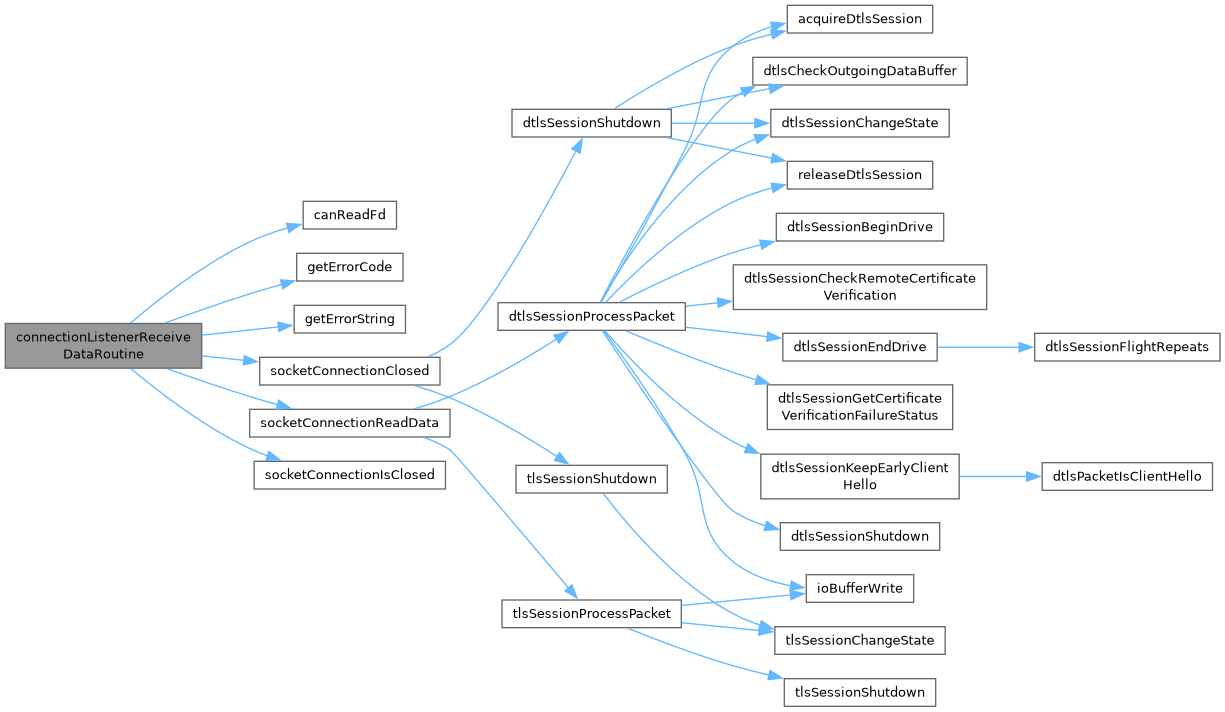 connectionListenerReceive
DataRoutine
canReadFd
getErrorCode
getErrorString
socketConnectionClosed
socketConnectionReadData
socketConnectionIsClosed
dtlsSessionShutdown
dtlsSessionProcessPacket
tlsSessionShutdown
tlsSessionProcessPacket
acquireDtlsSession
dtlsCheckOutgoingDataBuffer
dtlsSessionChangeState
releaseDtlsSession
dtlsSessionBeginDrive
dtlsSessionCheckRemoteCertificate
Verification
dtlsSessionEndDrive
dtlsSessionGetCertificate
VerificationFailureStatus
dtlsSessionKeepEarlyClient
Hello
dtlsSessionShutdown
ioBufferWrite
tlsSessionChangeState
tlsSessionShutdown
dtlsSessionFlightRepeats
dtlsPacketIsClientHello